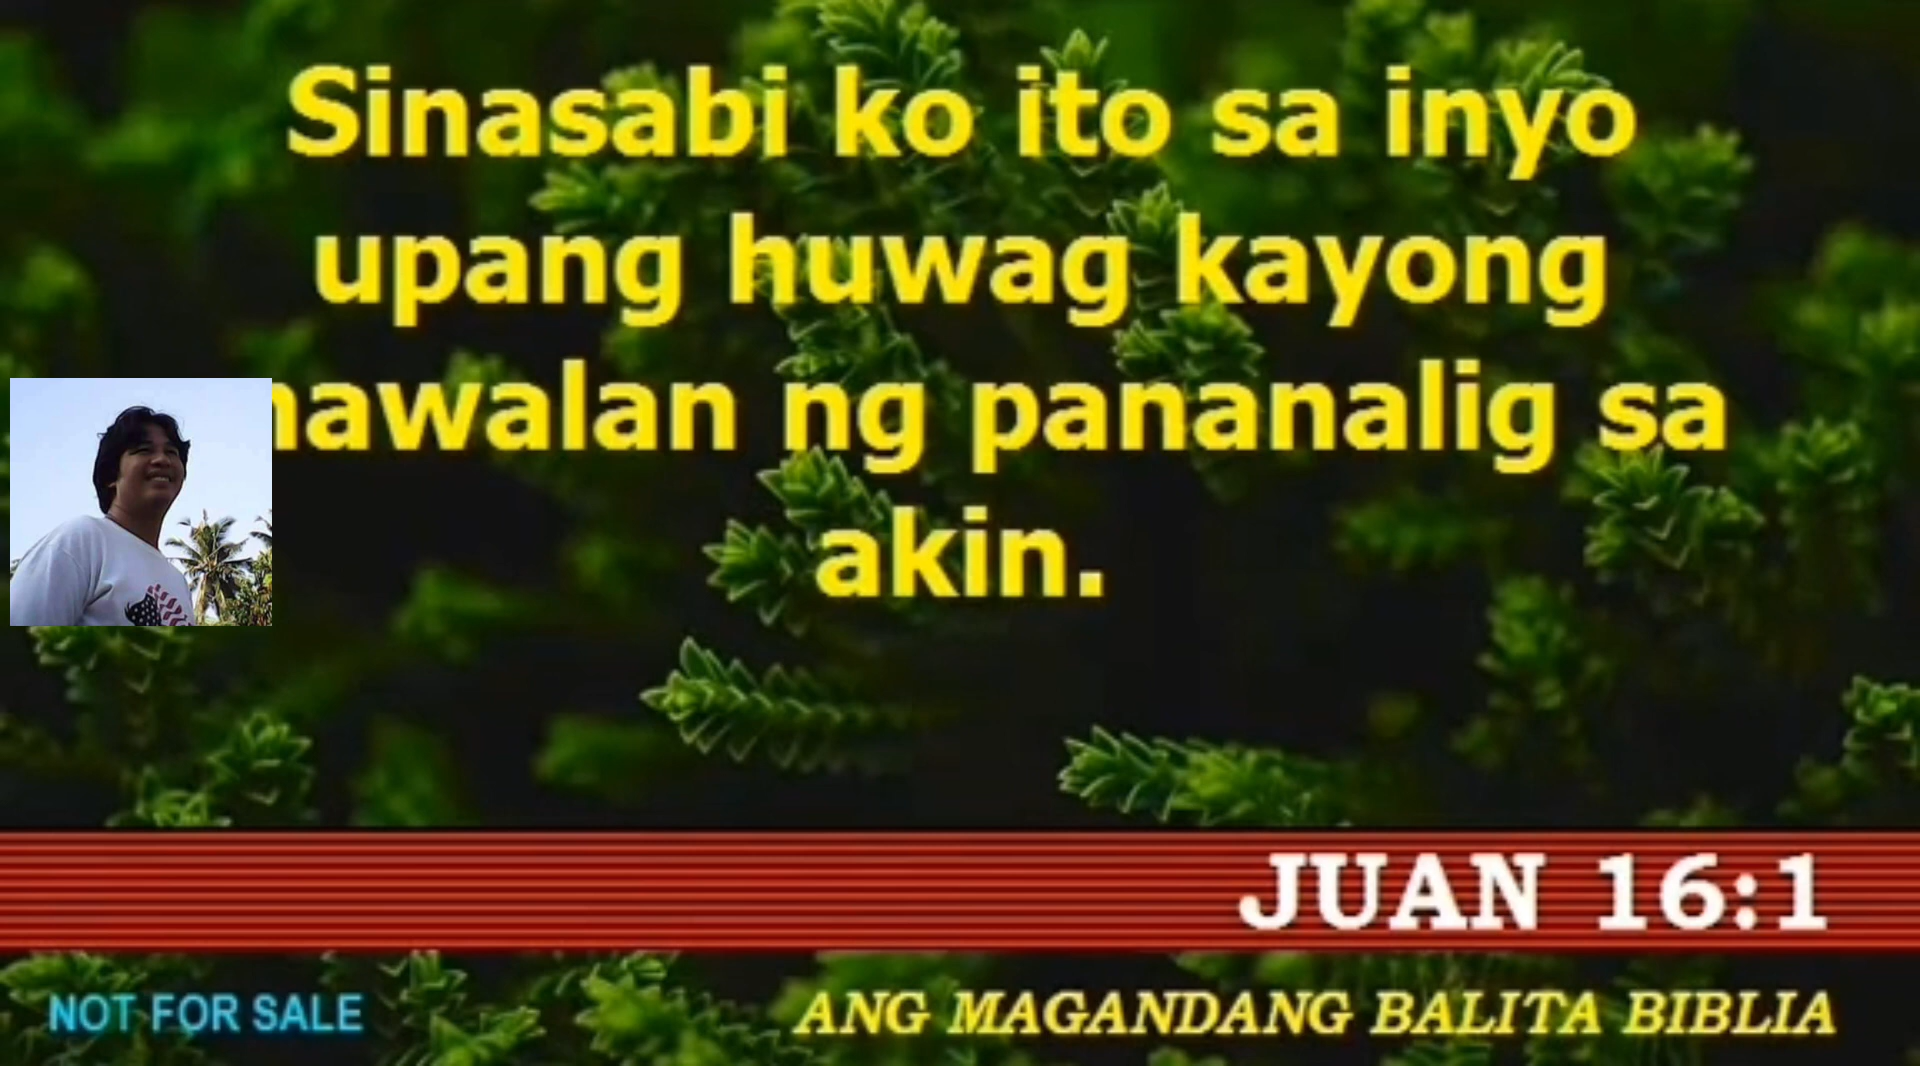 Sinasabi ko ito sa inyo
upang huwag kayong
ng pananalig sa
akin.
JUAN 16:1
NOT FOR SALE
ANG MAGANDANG BALITA BIBLIA